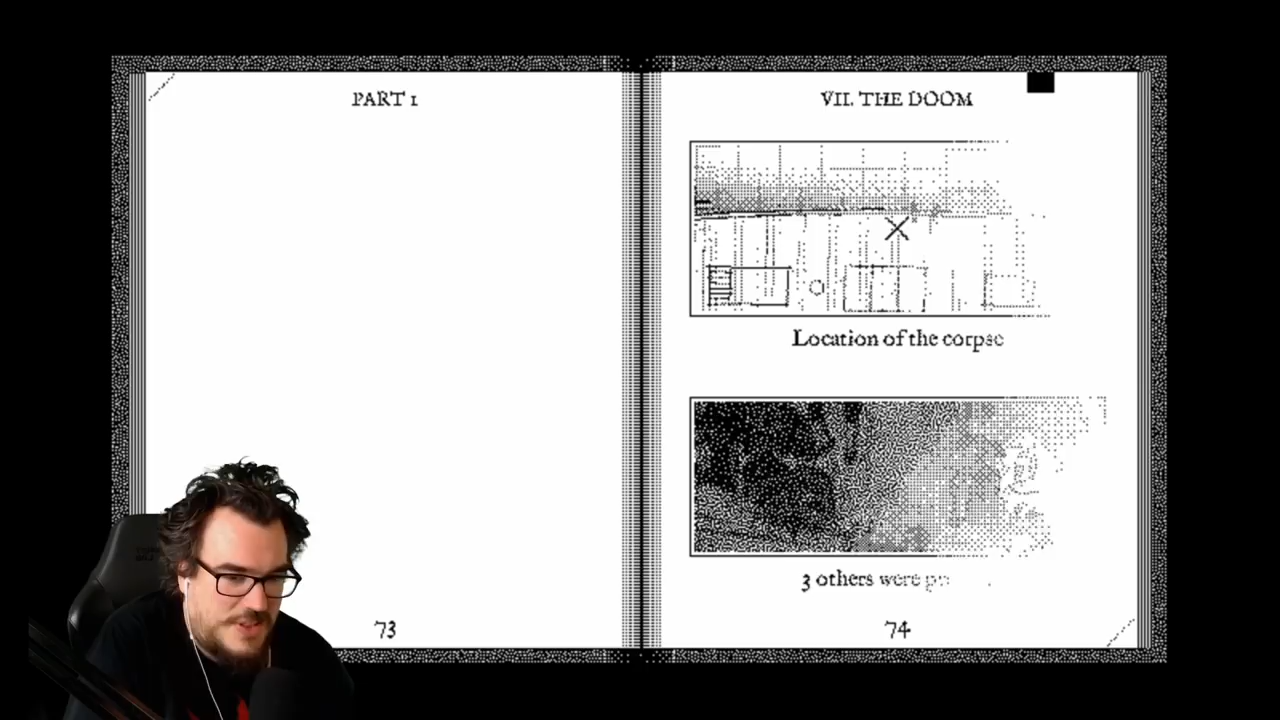 PART 1
73
VII. THE DOOM
Location of the corpse
3 others were
74